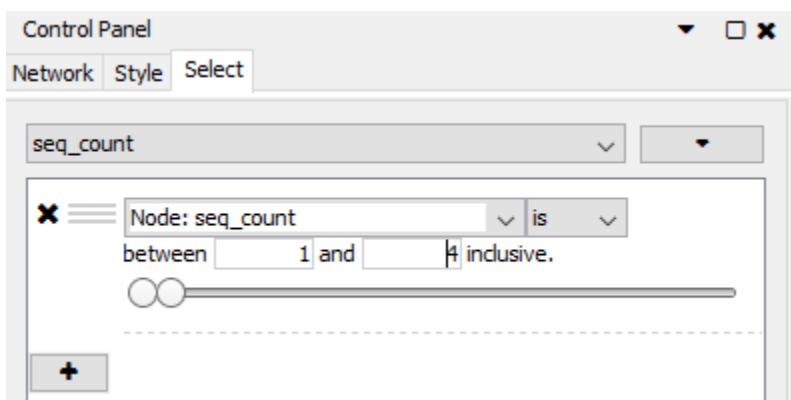 Control Panel
Network Style Select
seq_count
Node: seq_count is
between 1 and 4 inclusive.